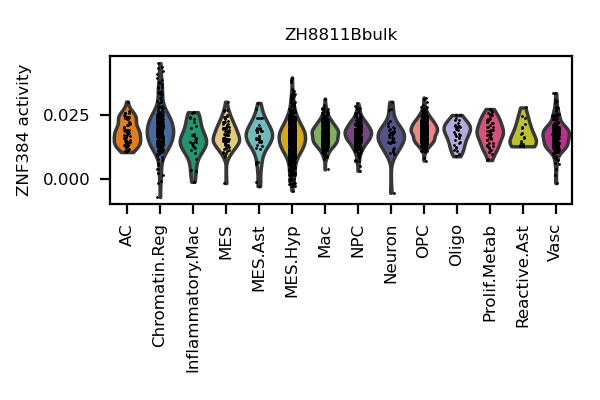 ZH8811Bbulk
ZNF384 activity
0.025
0.000
AC
Chromatin.Reg
Inflammatory.Mac
MES
MES.Ast
MES.Hyp
Mac
NPC
Neuron
OPC
Oligo
Prolif.Metab
Reactive.Ast
Vasc